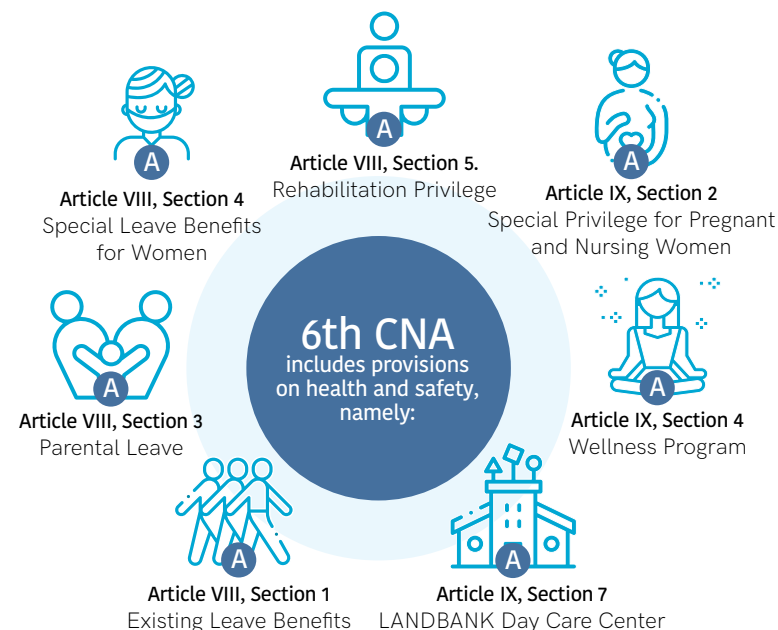 A
Article VIII, Section 5.
Rehabilitation Privilege
A
Article VIII, Section 4
Special Leave Benefits
for Women
A
Article IX, Section 2
Special Privilege for Pregnant
and Nursing Women
6th CNA
includes provisions
on health and safety,
namely:
A
Article VIII, Section 3
Parental Leave
A
Article IX, Section 4
Wellness Program
A
Article VIII, Section 1
Existing Leave Benefits
A
Article IX, Section 7
LANDBANK Day Care Center